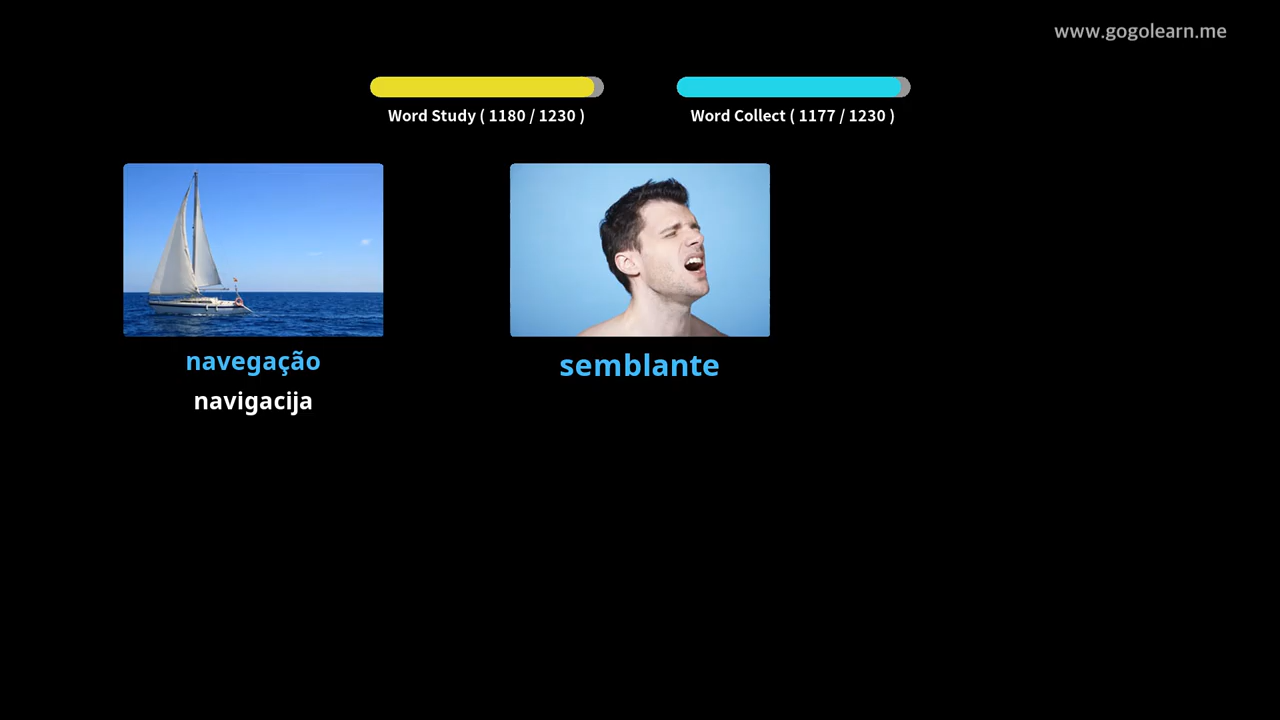 www.gogolearn.me
Word Study ( 1180 / 1230 )
Word Collect ( 1177 / 1230 )
navegação
navigacija
semblante